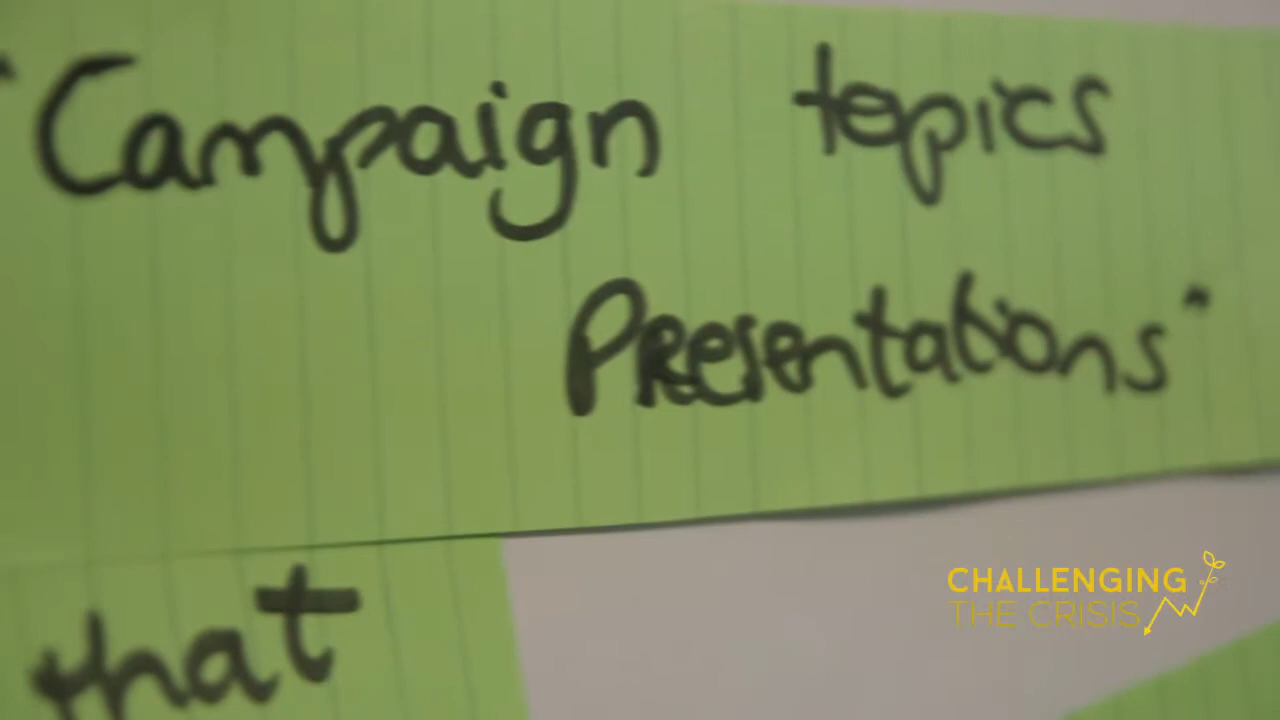 "Campaign topics
Presentations"
that
CHALLENGING
THE CRISIS